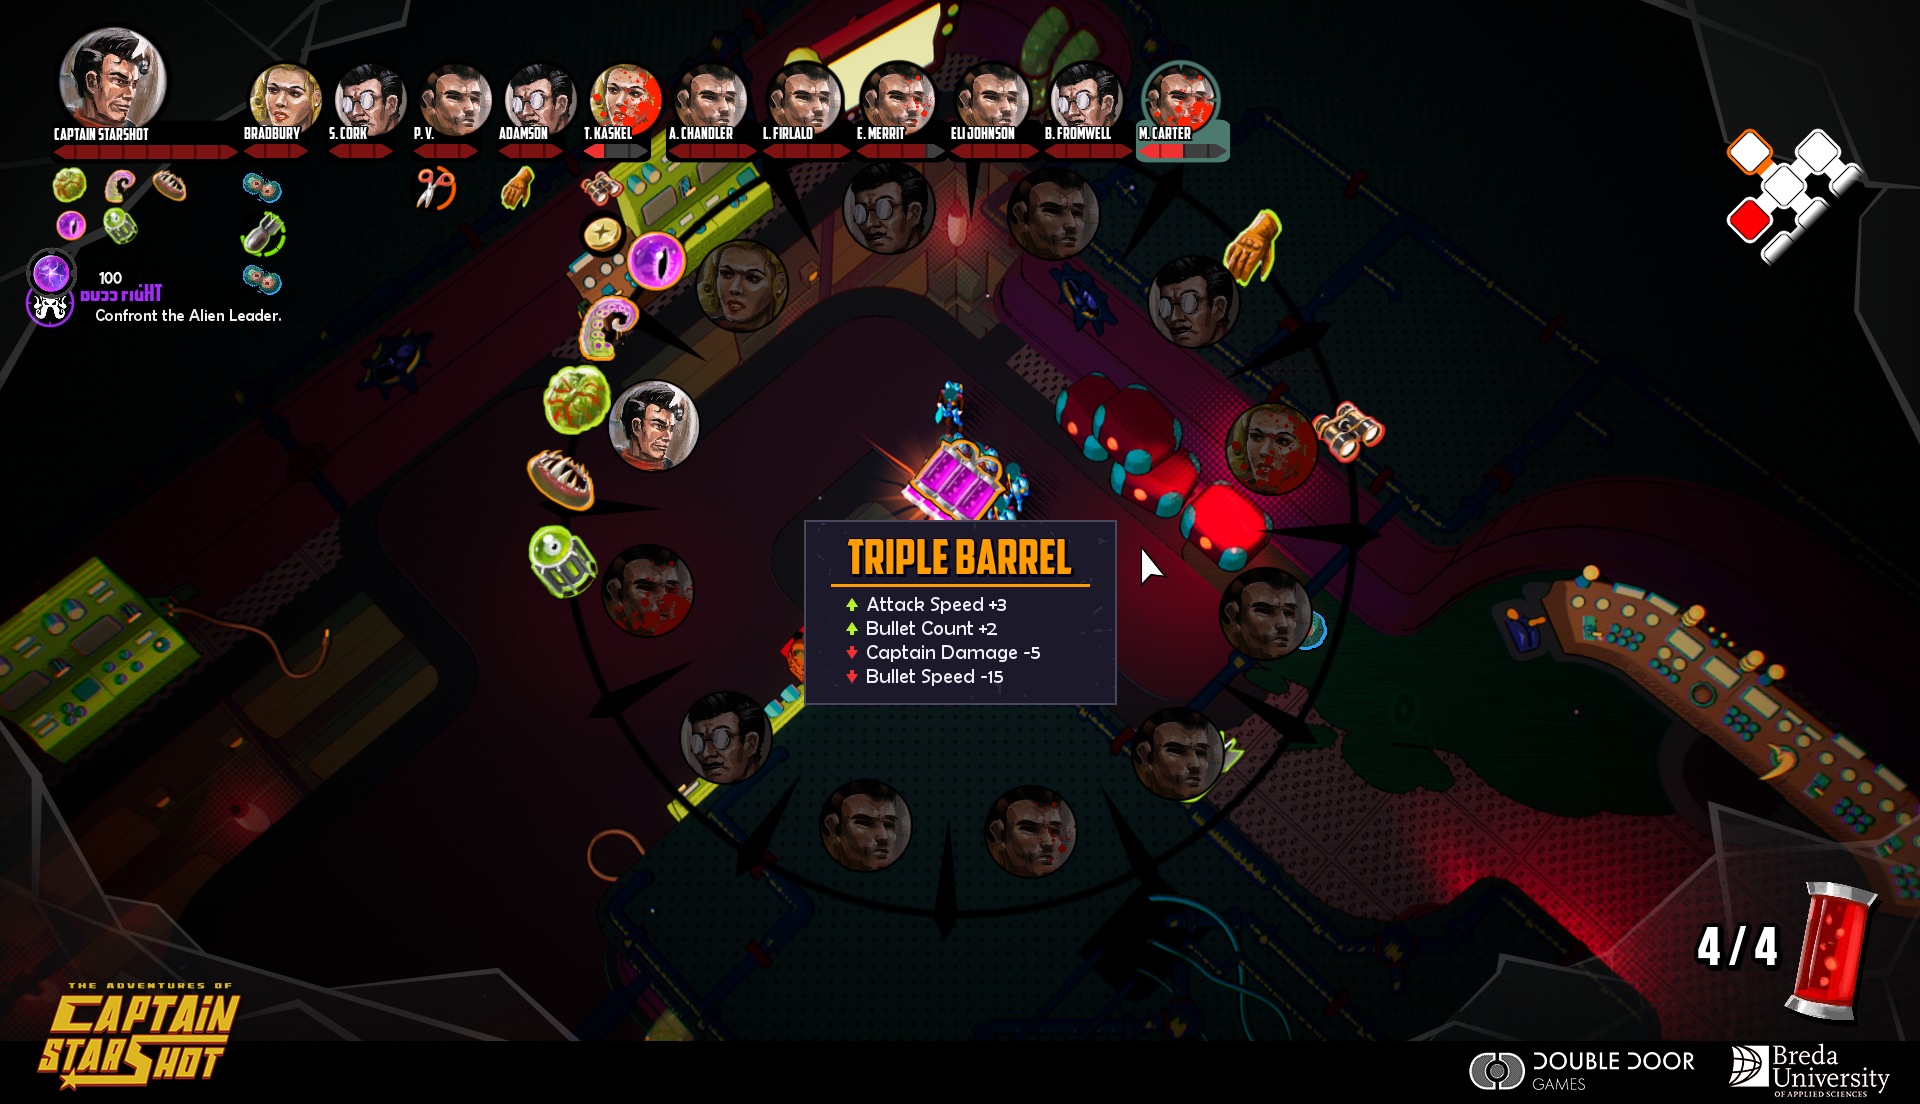 CAPTAIN STARSHOT
BRADBURY
S. CORK
P. V.
ADAMSON
T. KASKEL
A. CHANDLER
L. FIRLALO
E. MERRIT
ELI JOHNSON
B. FROMWELL
M. CARTER
100
Confront the Alien Leader.
TRIPLE BARREL
Attack Speed +3
Bullet Count +2
Captain Damage -5
Bullet Speed -15
4/4
THE ADVENTURES OF
CAPTAIN
STARSHOT
DOUBLE DOOR
GAMES
Breda
University
OF APPLIED SCIENCES